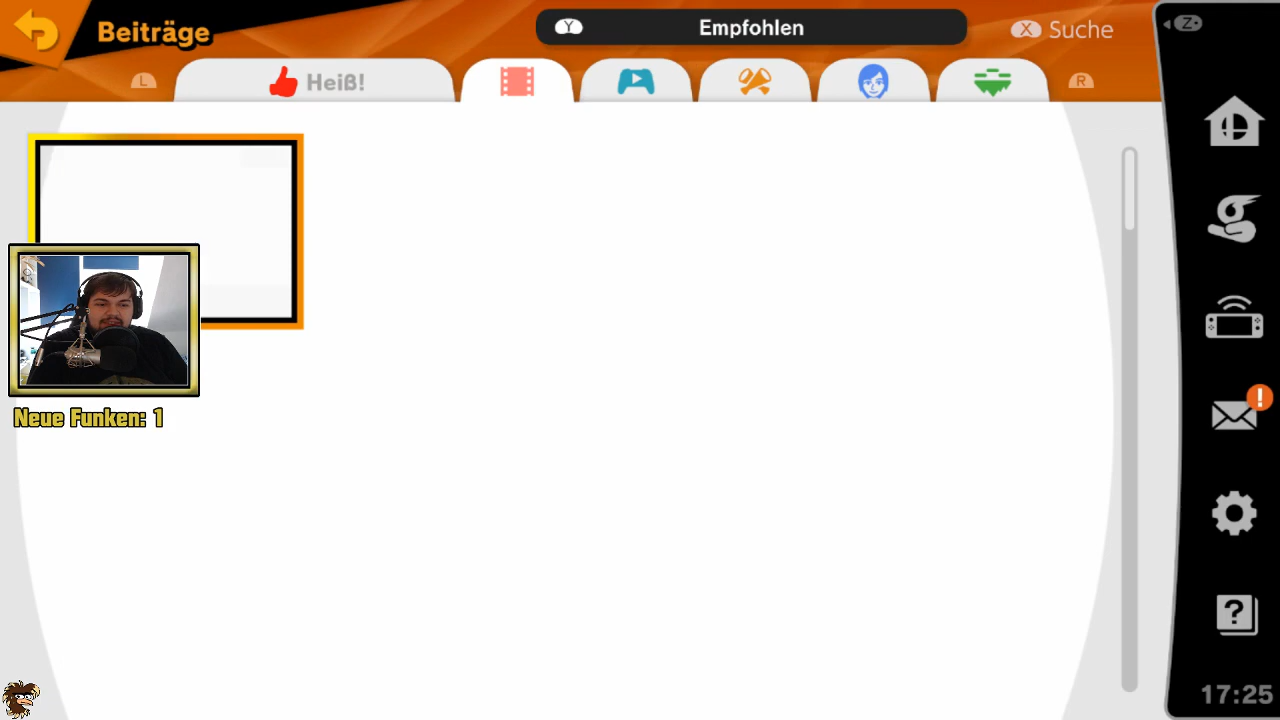 Beiträge
Y
Empfohlen
X Suche
Z
L
Heiß!
R
!
Neue Funken: 1
?
17:25